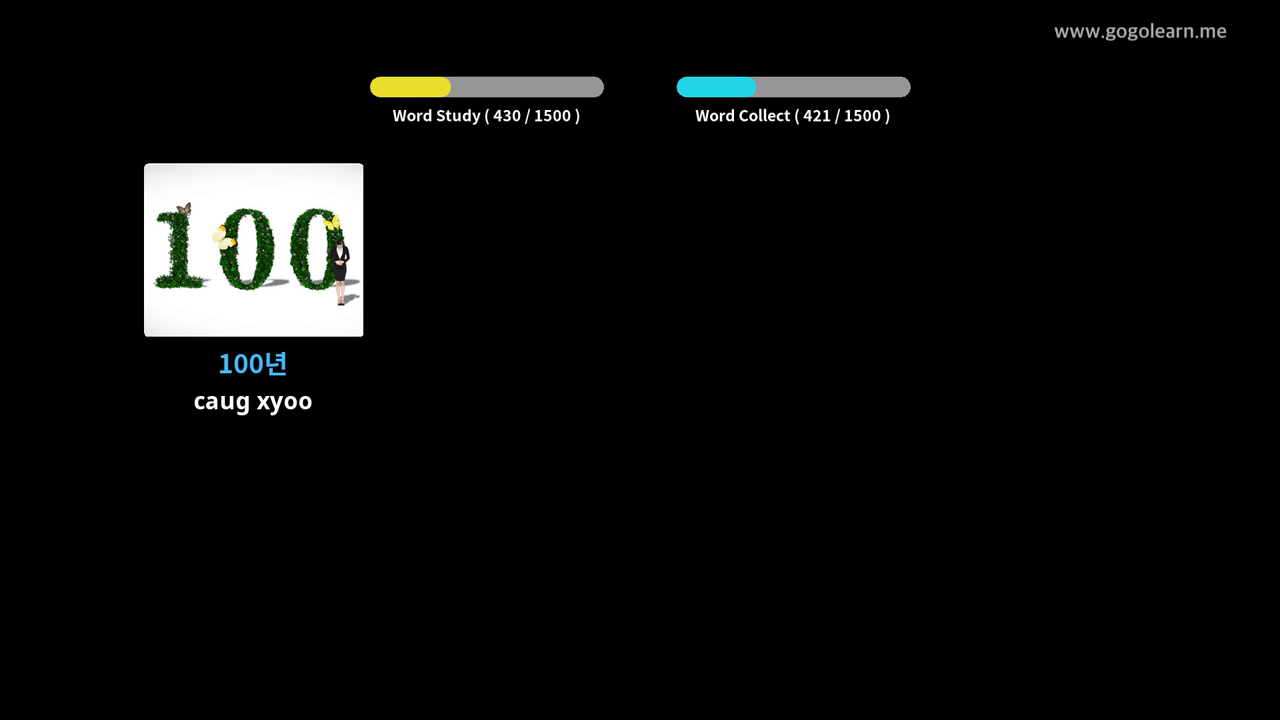 www.gogolearn.me
Word Study ( 430 / 1500 )
Word Collect ( 421 / 1500 )
100
100년
caug xyoo